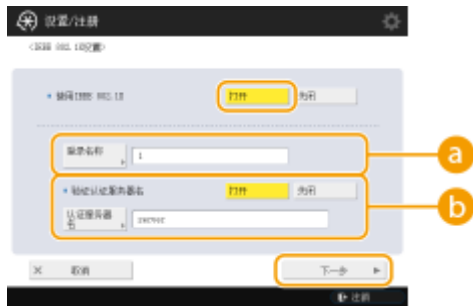 设置/注册
<IEEE 802.1X设置>
使用IEEE 802.1X 打开 关闭
登录名称 1
a
验证认证服务器名 打开 关闭
认证服务器名 server
b
取消 下一步
注销